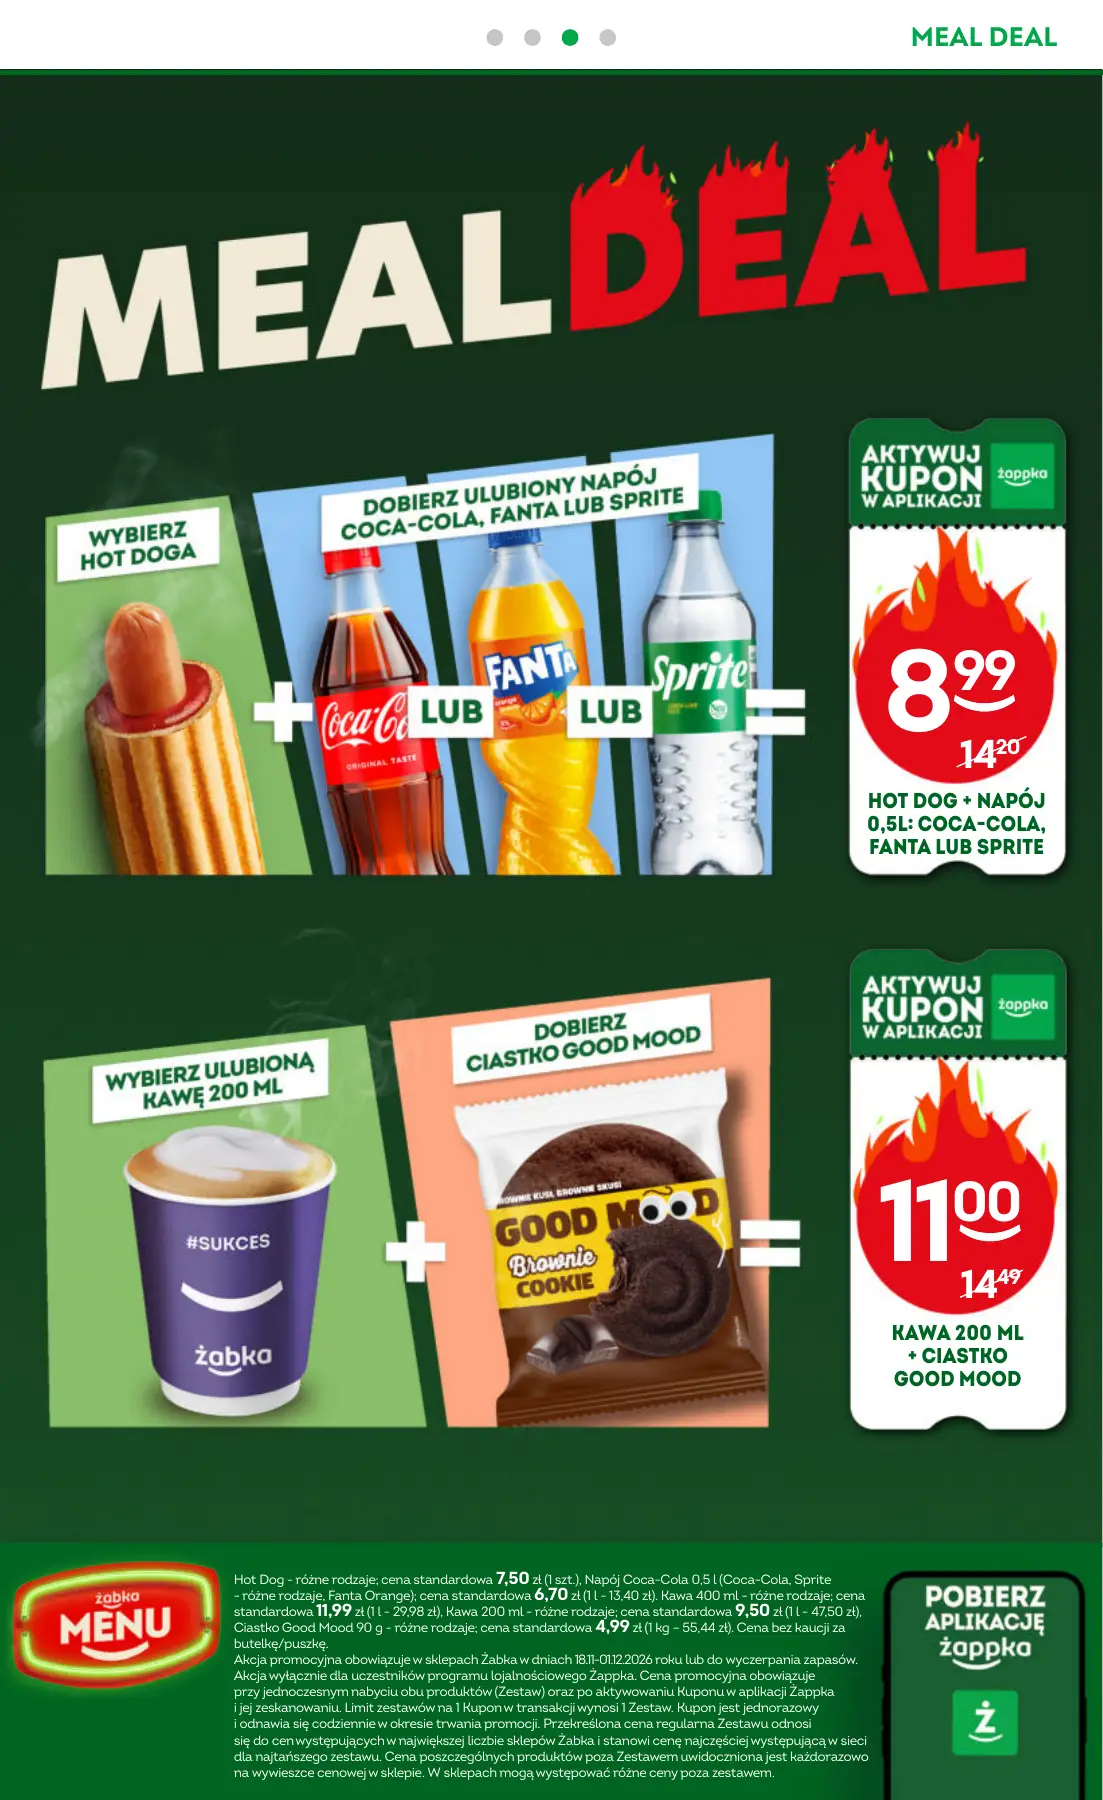 MEAL DEAL
MEAL DEAL
AKTYWUJ
KUPON
W APLIKACJI
żappka
WYBIERZ
HOT DOGA
DOBIERZ ULUBIONY NAPÓJ
COCA-COLA, FANTA LUB SPRITE
+
Coca-Co
ORIGINAL TASTE
LUB
FANTA
LUB
Sprite
=
8 99
14 20
HOT DOG + NAPÓJ
0,5L: COCA-COLA,
FANTA LUB SPRITE
AKTYWUJ
KUPON
W APLIKACJI
żappka
WYBIERZ ULUBIONĄ
KAWĘ 200 ML
DOBIERZ
CIASTKO GOOD MOOD
#SUKCES
żabka
+
BROWNIE KUSI, BROWNIE SKUSI
GOOD MOOD
Brownie
COOKIE
=
11 00
14 49
KAWA 200 ML
+ CIASTKO
GOOD MOOD
żabka
MENU
Hot Dog - różne rodzaje; cena standardowa 7,50 zł (1 szt.), Napój Coca-Cola 0,5 l (Coca-Cola, Sprite
- różne rodzaje, Fanta Orange); cena standardowa 6,70 zł (1 l - 13,40 zł). Kawa 400 ml - różne rodzaje; cena
standardowa 11,99 zł (1 l - 29,98 zł), Kawa 200 ml - różne rodzaje; cena standardowa 9,50 zł (1 l - 47,50 zł),
Ciastko Good Mood 90 g - różne rodzaje; cena standardowa 4,99 zł (1 kg – 55,44 zł). Cena bez kaucji za
butelkę/puszkę.
Akcja promocyjna obowiązuje w sklepach Żabka w dniach 18.11-01.12.2026 roku lub do wyczerpania zapasów.
Akcja wyłącznie dla uczestników programu lojalnościowego Żappka. Cena promocyjna obowiązuje
przy jednoczesnym nabyciu obu produktów (Zestaw) oraz po aktywowaniu Kuponu w aplikacji Żappka
i jej zeskanowaniu. Limit zestawów na 1 Kupon w transakcji wynosi 1 Zestaw. Kupon jest jednorazowy
i odnawia się codziennie w okresie trwania promocji. Przekreślona cena regularna Zestawu odnosi
się do cen występujących w największej liczbie sklepów Żabka i stanowi cenę najczęściej występującą w sieci
dla najtańszego zestawu. Cena poszczególnych produktów poza Zestawem uwidoczniona jest każdorazowo
na wywieszce cenowej w sklepie. W sklepach mogą występować różne ceny poza zestawem.
POBIERZ
APLIKACJĘ
żappka
Ż